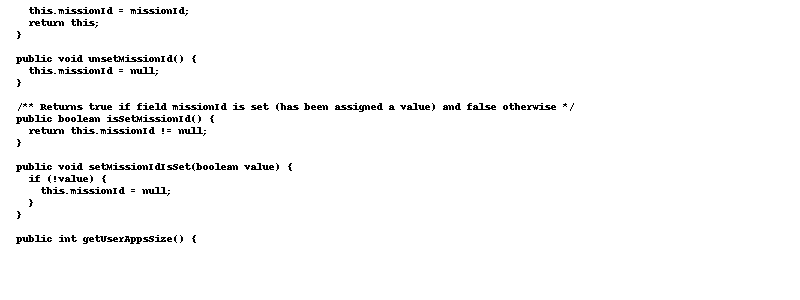 this.missionId = missionId;
return this;
}
public void unsetMissionId() {
this.missionId = null;
}
/** Returns true if field missionId is set (has been assigned a value) and false otherwise */
public boolean isSetMissionId() {
return this.missionId != null;
}
public void setMissionIdIsSet(boolean value) {
if (!value) {
this.missionId = null;
}
}
public int getUserAppsSize() {